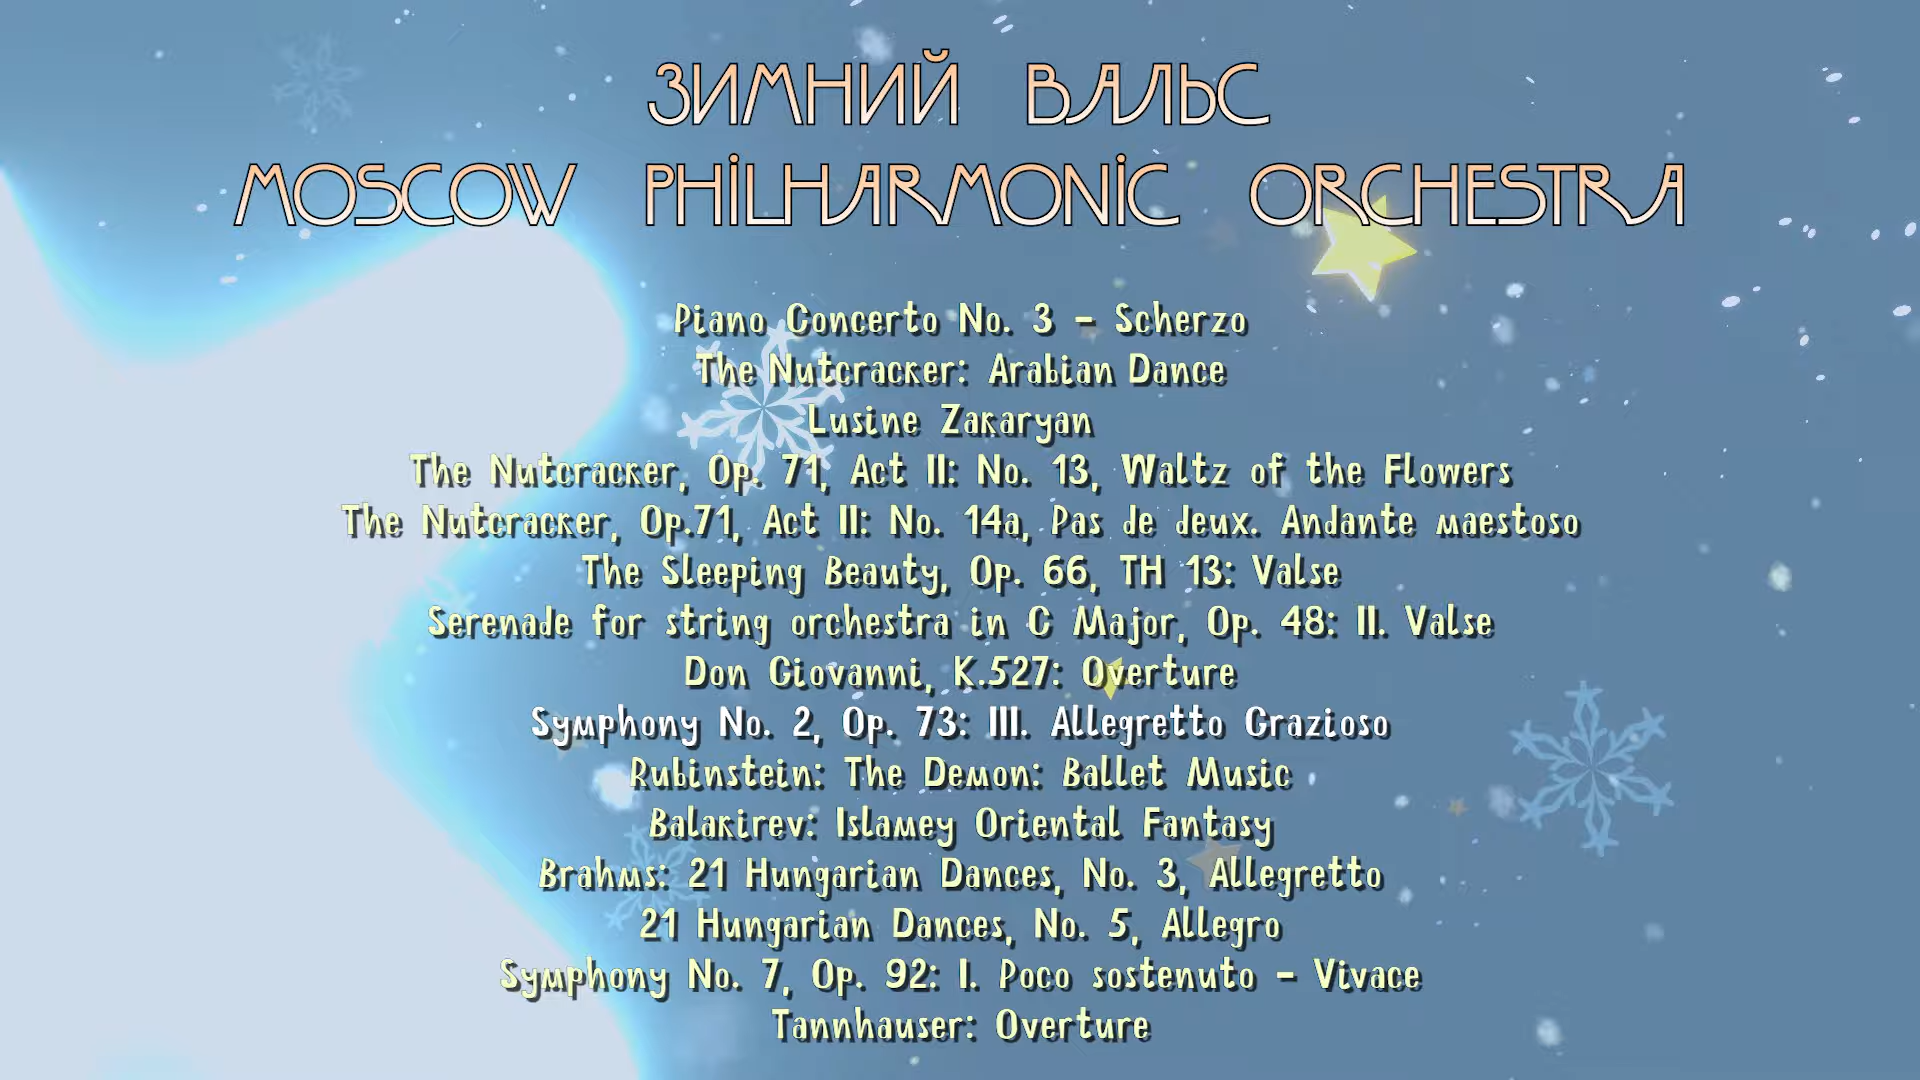 ЗИМНИЙ ВАЛЬС
MOSCOW PHILHARMONIC ORCHESTRA
Piano Concerto No. 3 - Scherzo
The Nutcracker: Arabian Dance
Lusine Zakaryan
The Nutcracker, Op. 71, Act II: No. 13, Waltz of the Flowers
The Nutcracker, Op.71, Act II: No. 14a, Pas de deux. Andante maestoso
The Sleeping Beauty, Op. 66, TH 13: Valse
Serenade for string orchestra in C Major, Op. 48: II. Valse
Don Giovanni, K.527: Overture
Symphony No. 2, Op. 73: III. Allegretto Grazioso
Rubinstein: The Demon: Ballet Music
Balakirev: Islamey Oriental Fantasy
Brahms: 21 Hungarian Dances, No. 3, Allegretto
21 Hungarian Dances, No. 5, Allegro
Symphony No. 7, Op. 92: I. Poco sostenuto - Vivace
Tannhauser: Overture